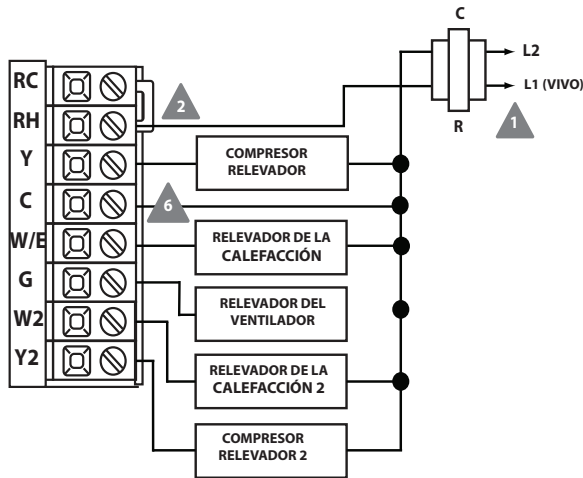 C
L2
RC
2
L1 (VIVO)
RH
R
1
Y
COMPRESOR
RELEVADOR
C
6
W/E
RELEVADOR DE LA
CALEFACCIÓN
G
RELEVADOR DEL
VENTILADOR
W2
Y2
RELEVADOR DE LA
CALEFACCIÓN 2
COMPRESOR
RELEVADOR 2